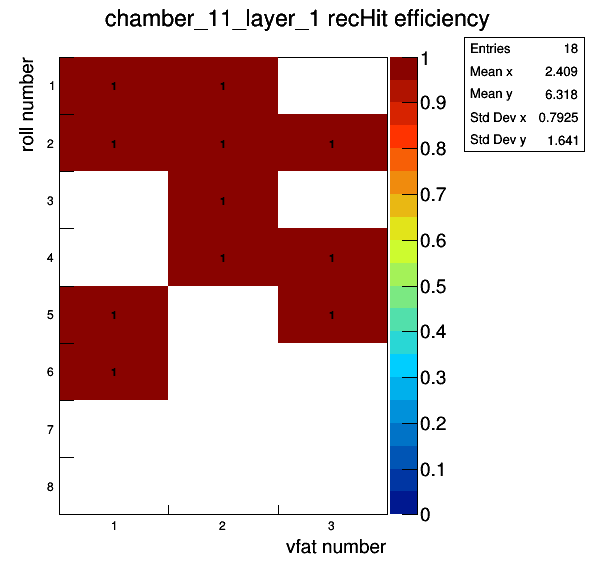 chamber_11_layer_1 recHit efficiency
Entries 18
Mean x 2.409
Mean y 6.318
Std Dev x 0.7925
Std Dev y 1.641
roll number
1
2
3
4
5
6
7
8
1 1
1 1 1
1
1 1
1 1
1
1
0.9
0.8
0.7
0.6
0.5
0.4
0.3
0.2
0.1
0
1 2 3
vfat number